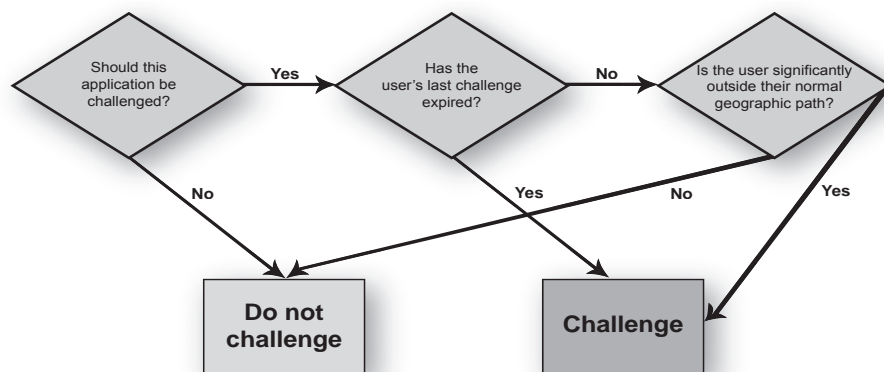 Should this
application be
challenged?
Yes
Has the
user's last challenge
expired?
No
Is the user significantly
outside their normal
geographic path?
No
Yes
No
Yes
Do not
challenge
Challenge